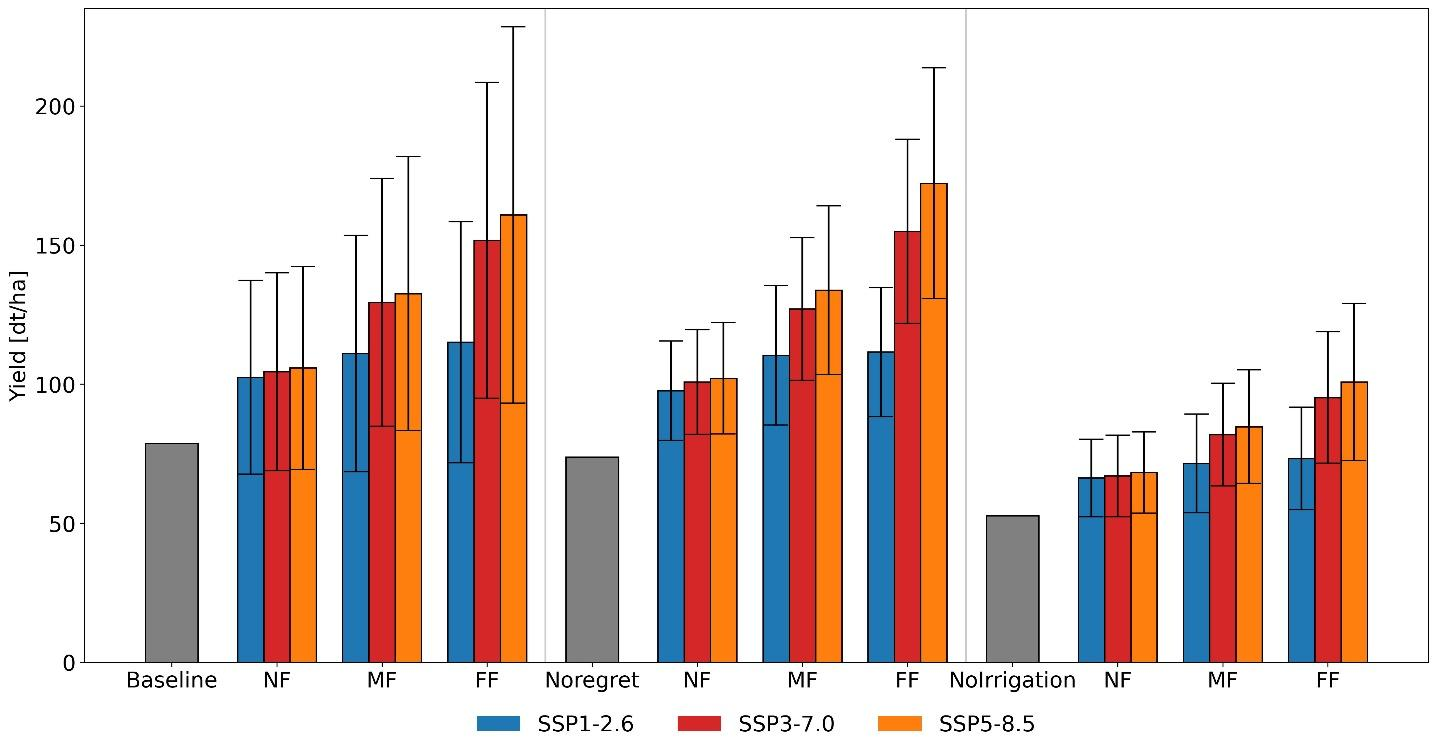 Yield [dt/ha]
200
150
100
50
0
Baseline NF MF FF Noregret NF MF FF NoIrrigation NF MF FF
SSP1-2.6 SSP3-7.0 SSP5-8.5